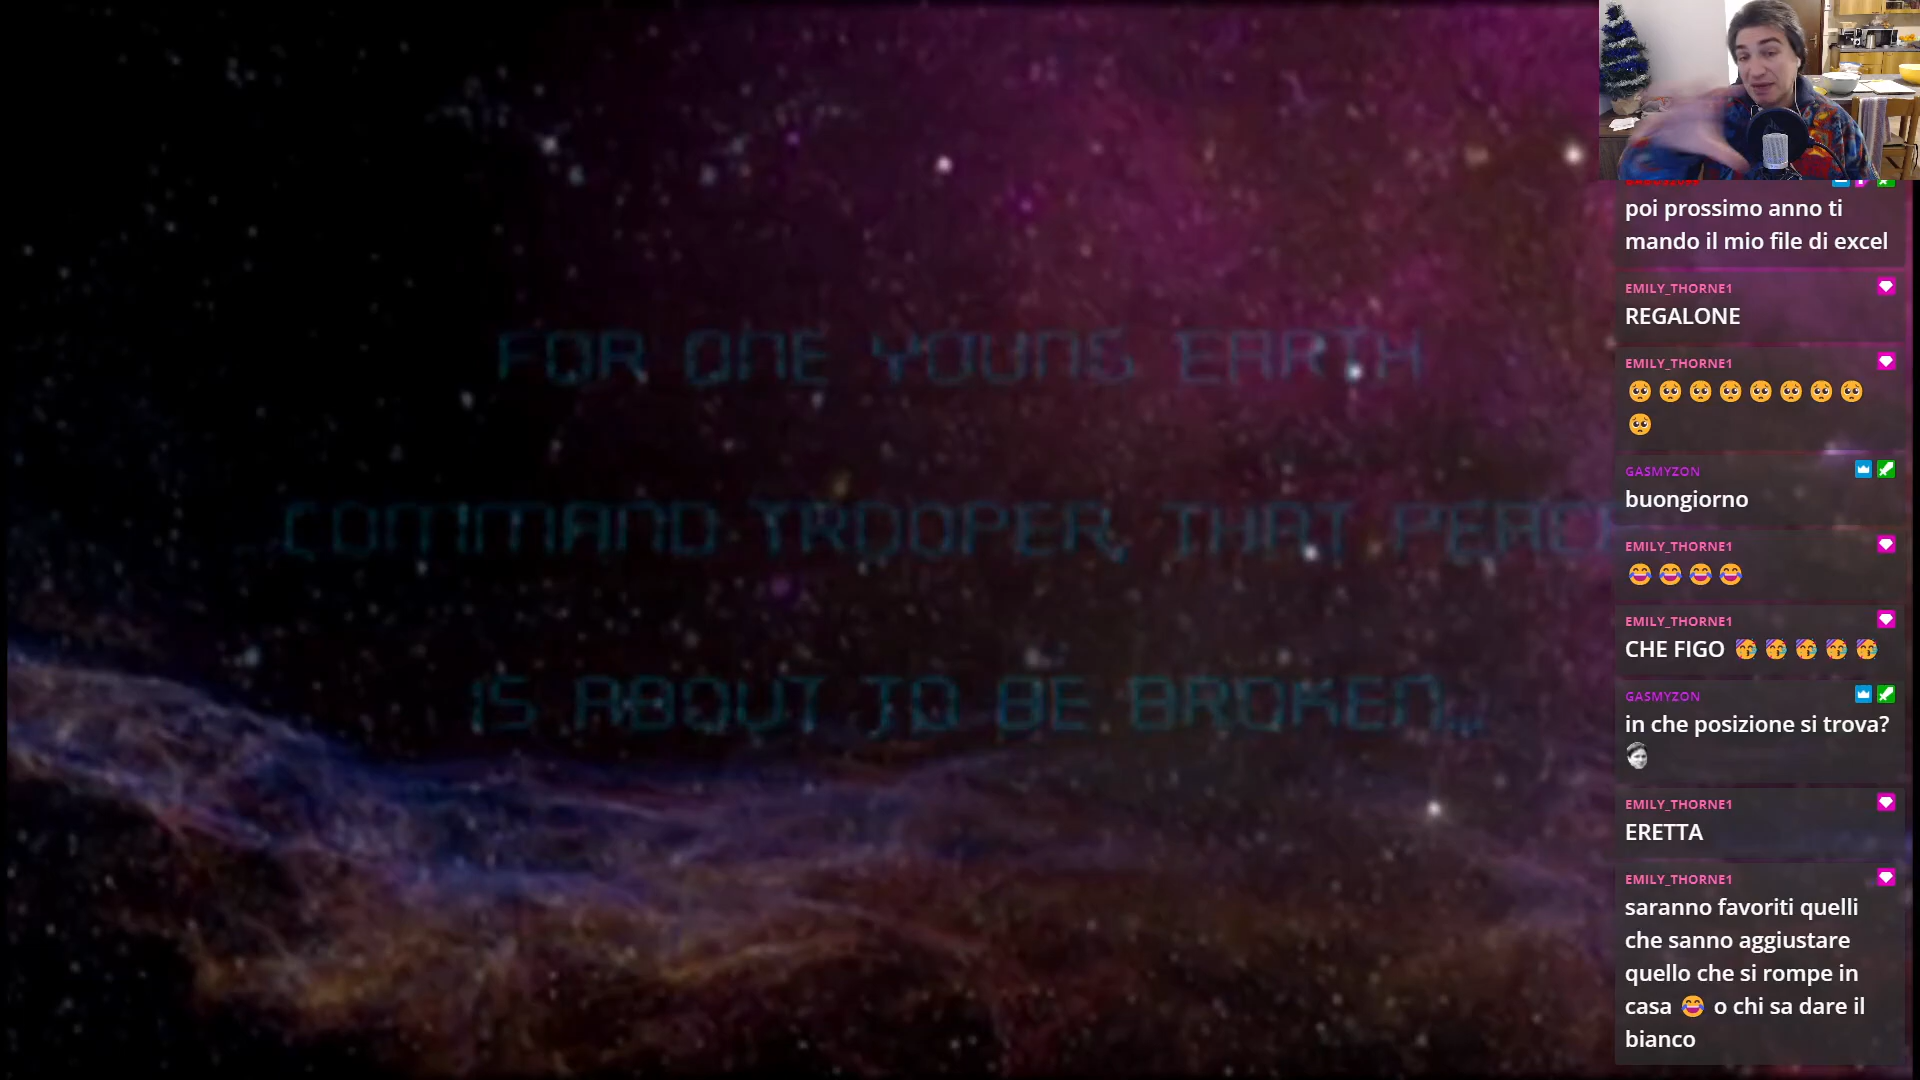 FOR ONE YOUNG EARTH
COMMAND TROOPER, THAT PEACE
IS ABOUT TO BE BROKEN...
poi prossimo anno ti
mando il mio file di excel
EMILY_THORNE1
REGALONE
EMILY_THORNE1
🥺🥺🥺🥺🥺🥺🥺🥺
🥺
GASMYZON
buongiorno
EMILY_THORNE1
😂😂😂😂
EMILY_THORNE1
CHE FIGO 🥳🥳🥳🥳🥳
GASMYZON
in che posizione si trova?
EMILY_THORNE1
ERETTA
EMILY_THORNE1
saranno favoriti quelli
che sanno aggiustare
quello che si rompe in
casa 😂 o chi sa dare il
bianco